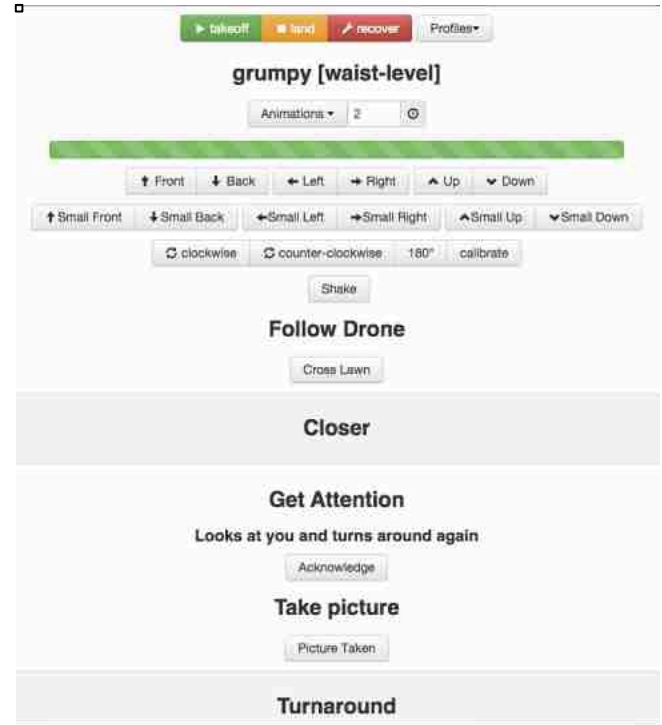 takeoff land recover Profiles
grumpy [waist-level]
Animations 2
Front Back Left Right Up Down
Small Front Small Back Small Left Small Right Small Up Small Down
clockwise counter-clockwise 180° calibrate
Shake
Follow Drone
Cross Lawn
Closer
Get Attention
Looks at you and turns around again
Acknowledge
Take picture
Picture Taken
Turnaround